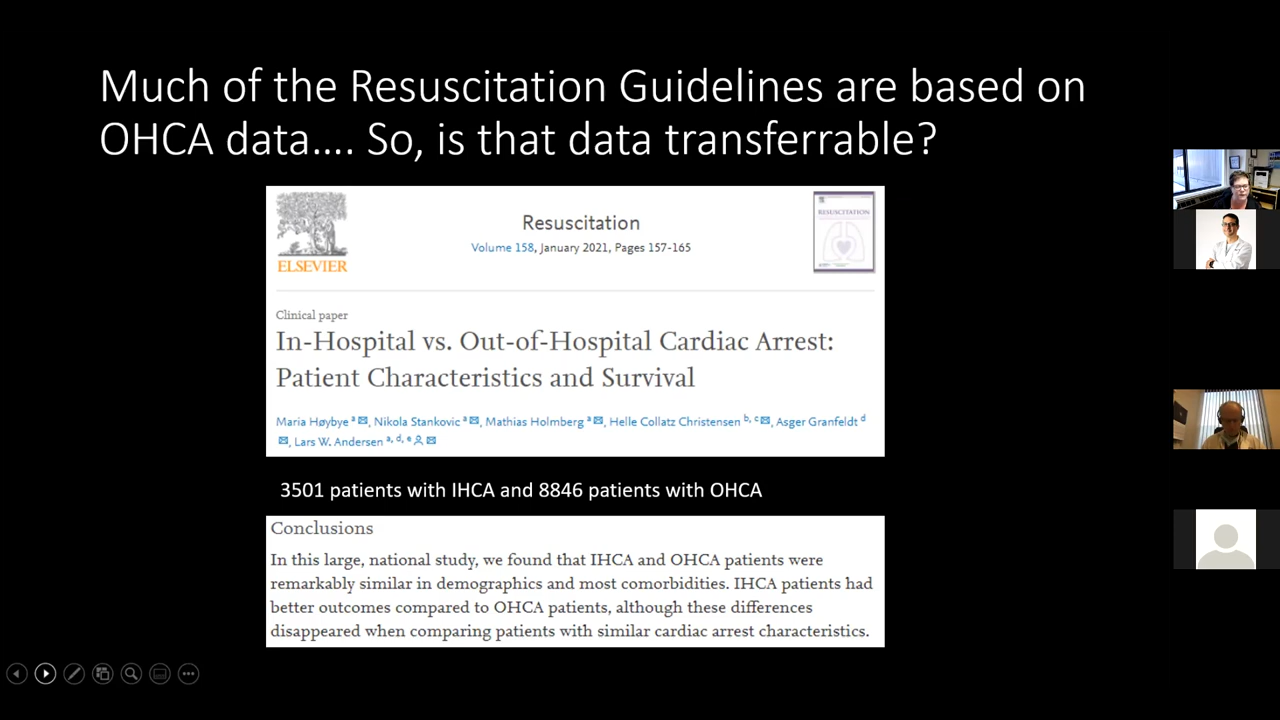 Much of the Resuscitation Guidelines are based on
OHCA data.... So, is that data transferrable?
ELSEVIER
Resuscitation
Volume 158, January 2021, Pages 157-165
RESUSCITATION
Clinical paper
In-Hospital vs. Out-of-Hospital Cardiac Arrest:
Patient Characteristics and Survival
Maria Høybye a, Nikola Stankovic a, Mathias Holmberg a, Helle Collatz Christensen b, c, Asger Granfeldt d
, Lars W. Andersen a, d, e
3501 patients with IHCA and 8846 patients with OHCA
Conclusions
In this large, national study, we found that IHCA and OHCA patients were
remarkably similar in demographics and most comorbidities. IHCA patients had
better outcomes compared to OHCA patients, although these differences
disappeared when comparing patients with similar cardiac arrest characteristics.